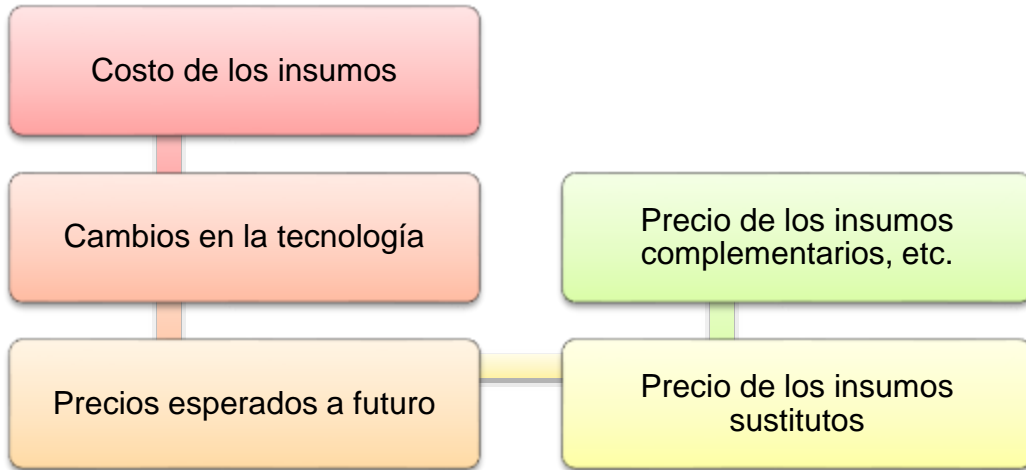 Costo de los insumos
Cambios en la tecnología
Precios esperados a futuro
Precio de los insumos
sustitutos
Precio de los insumos
complementarios, etc.